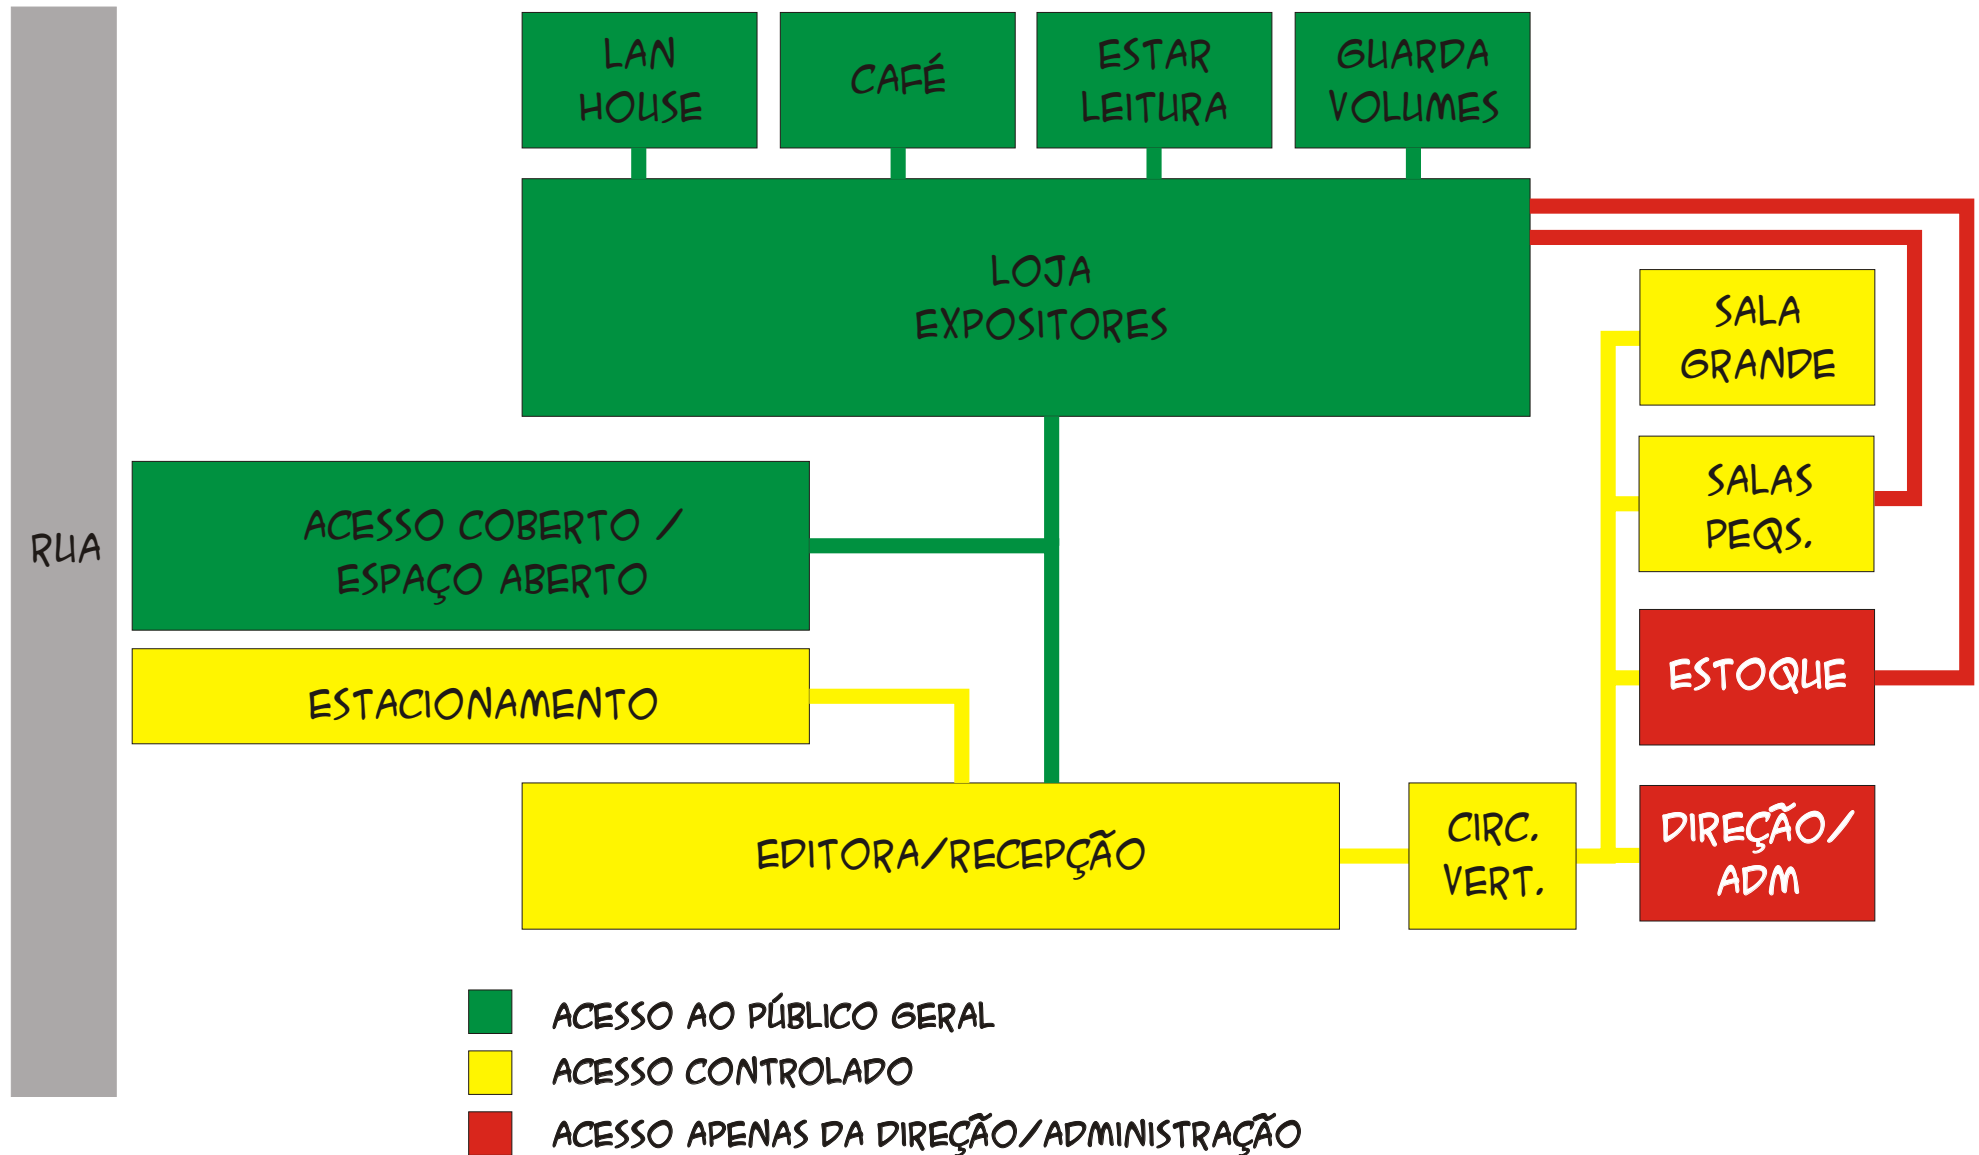 LAN
HOUSE
CAFÉ
ESTAR
LEITURA
GUARDA
VOLUMES
LOJA
EXPOSITORES
SALA
GRANDE
SALAS
PEQS.
RUA
ACESSO COBERTO /
ESPAÇO ABERTO
ESTACIONAMENTO
ESTOQUE
EDITORA/RECEPÇÃO
CIRC.
VERT.
DIREÇÃO/
ADM
ACESSO AO PÚBLICO GERAL
ACESSO CONTROLADO
ACESSO APENAS DA DIREÇÃO/ADMINISTRAÇÃO